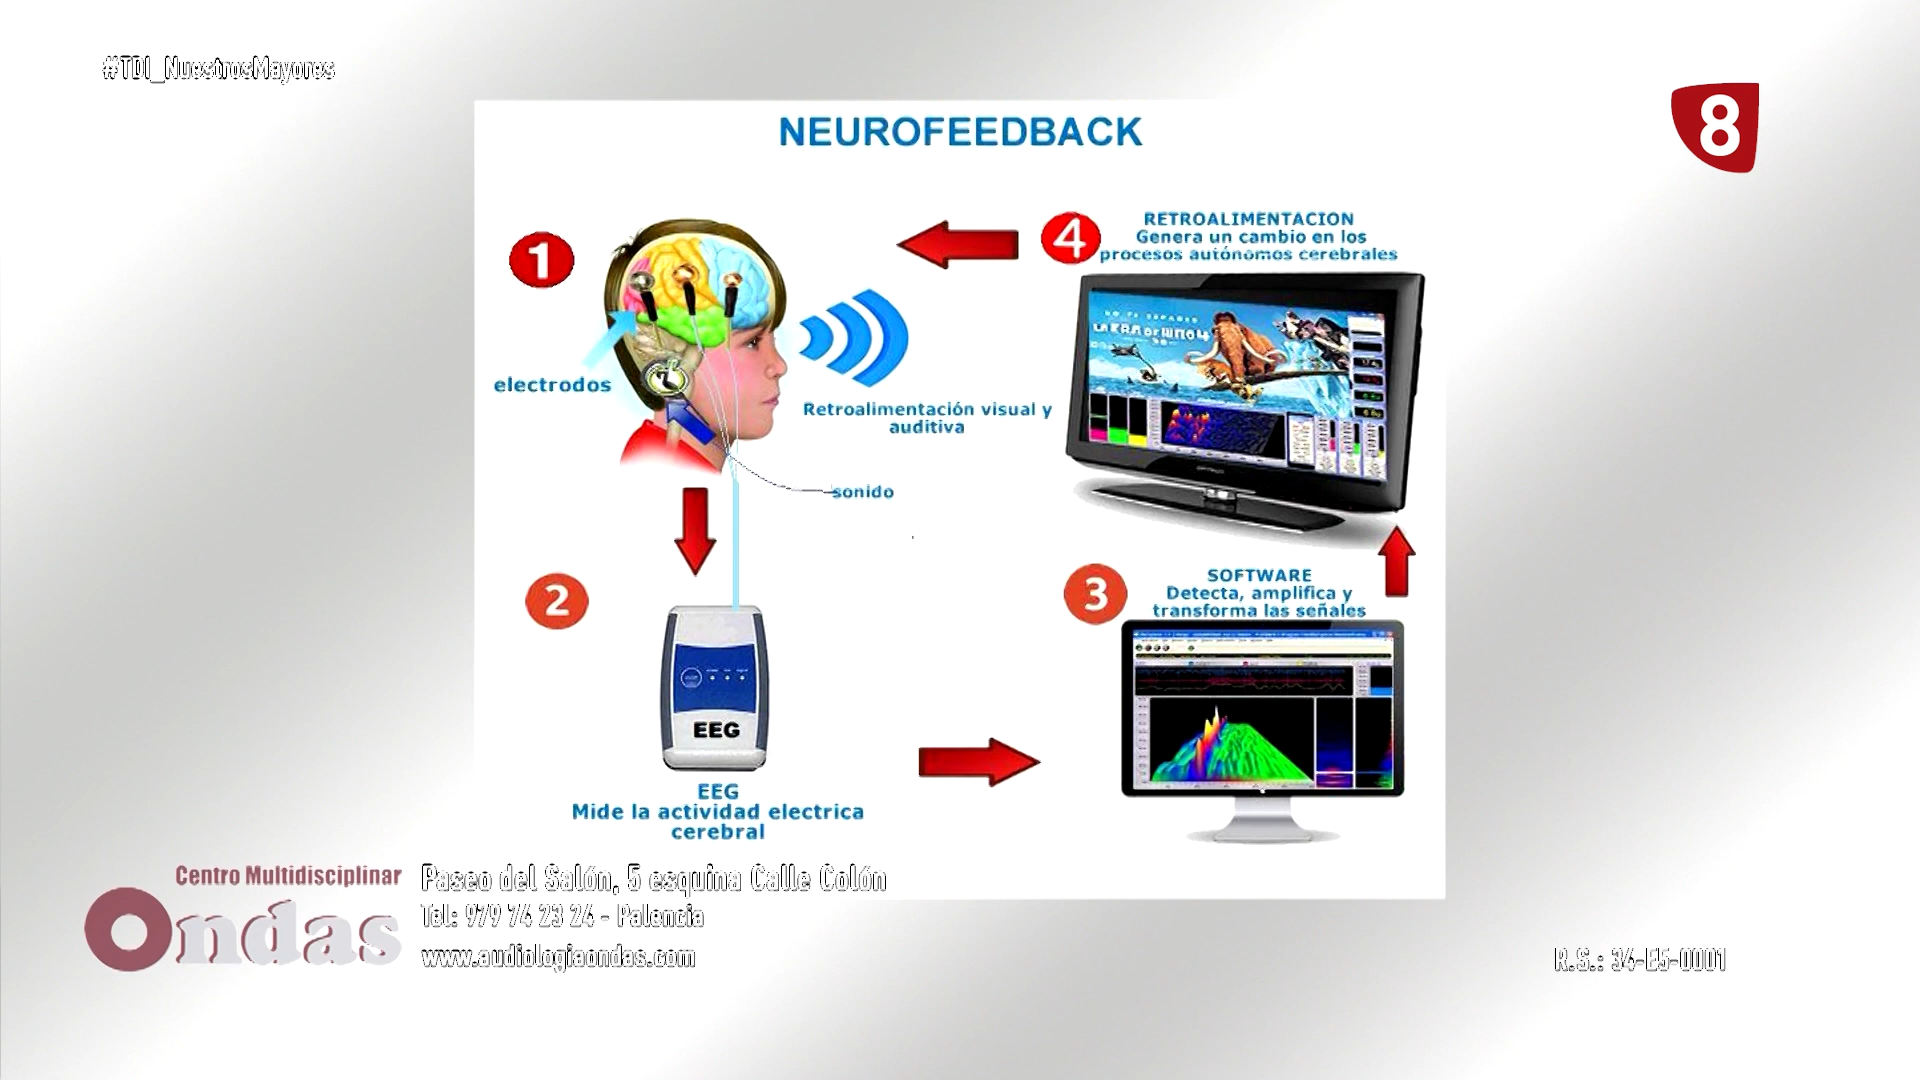 #TDI_NuestrosMayores
8
NEUROFEEDBACK
1
electrodos
Retroalimentación visual y
auditiva
sonido
4
RETROALIMENTACION
Genera un cambio en los
procesos autónomos cerebrales
2
EEG
EEG
Mide la actividad electrica
cerebral
3
SOFTWARE
Detecta, amplifica y
transforma las señales
Centro Multidisciplinar
Ondas
Paseo del Salón, 5 esquina Calle Colón
Tel: 979 74 23 24 - Palencia
www.audiologiaondas.com
R.S.: 34-E5-0001